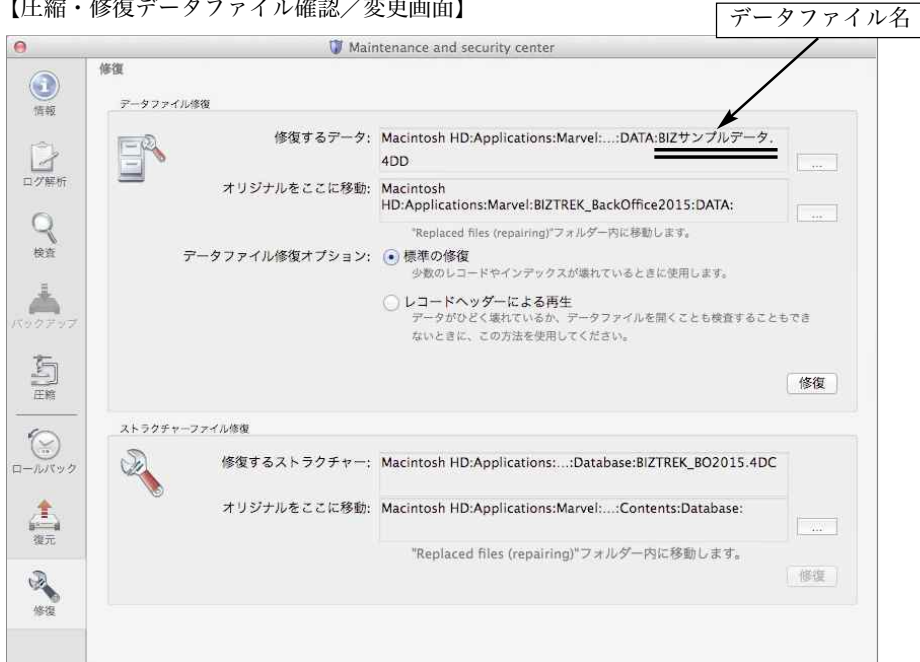 【圧縮・修復データファイル確認／変更画面】
データファイル名
Maintenance and security center
修復
情報
ログ解析
検査
バックアップ
圧縮
ロールバック
復元
修復
データファイル修復
修復するデータ: Macintosh HD:Applications:Marvel:...:DATA:BIZサンプルデータ.
4DD
...
オリジナルをここに移動: Macintosh
HD:Applications:Marvel:BIZTREK_BackOffice2015:DATA:
...
"Replaced files (repairing)"フォルダー内に移動します。
データファイル修復オプション: 標準の修復
少数のレコードやインデックスが壊れているときに使用します。
レコードヘッダーによる再生
データがひどく壊れているか、データファイルを開くことも検査することもでき
ないときに、この方法を使用してください。
修復
ストラクチャーファイル修復
修復するストラクチャー: Macintosh HD:Applications:...:Database:BIZTREK_BO2015.4DC
オリジナルをここに移動: Macintosh HD:Applications:Marvel:...:Contents:Database:
...
"Replaced files (repairing)"フォルダー内に移動します。
修復